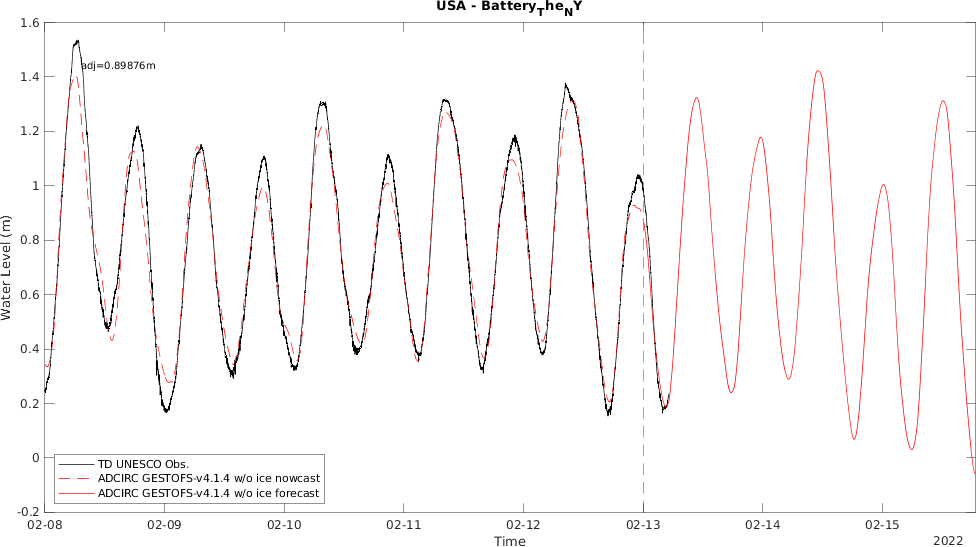 USA - BatteryTheNY
1.6
adj=0.89876m
1.4
1.2
1
0.8
0.6
0.4
0.2
0
-0.2
Water Level (m)
TD UNESCO Obs.
ADCIRC GESTOFS-v4.1.4 w/o ice nowcast
ADCIRC GESTOFS-v4.1.4 w/o ice forecast
02-08 02-09 02-10 02-11 02-12 02-13 02-14 02-15
Time
2022